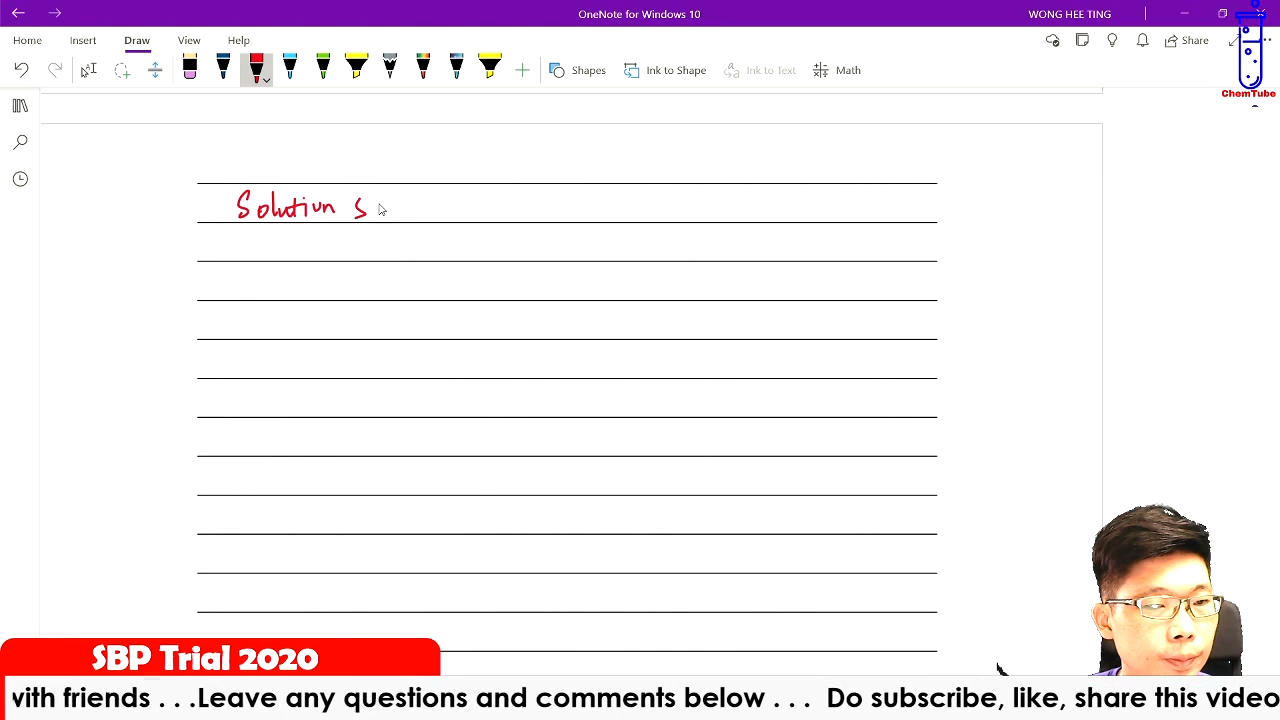 OneNote for Windows 10
WONG HEE TING
Home Insert Draw View Help
Share
Shapes
Ink to Shape
Ink to Text
Math
ChemTube
Solution s
SBP Trial 2020
with friends . . .Leave any questions and comments below . . . Do subscribe, like, share this video